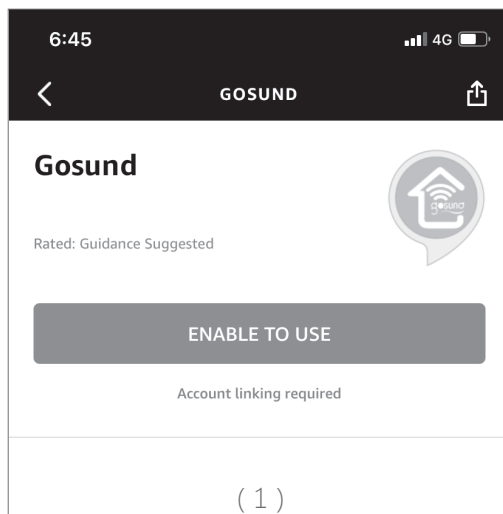 6:45
4G
GOSUND
Gosund
gosund
Rated: Guidance Suggested
ENABLE TO USE
Account linking required
(1)